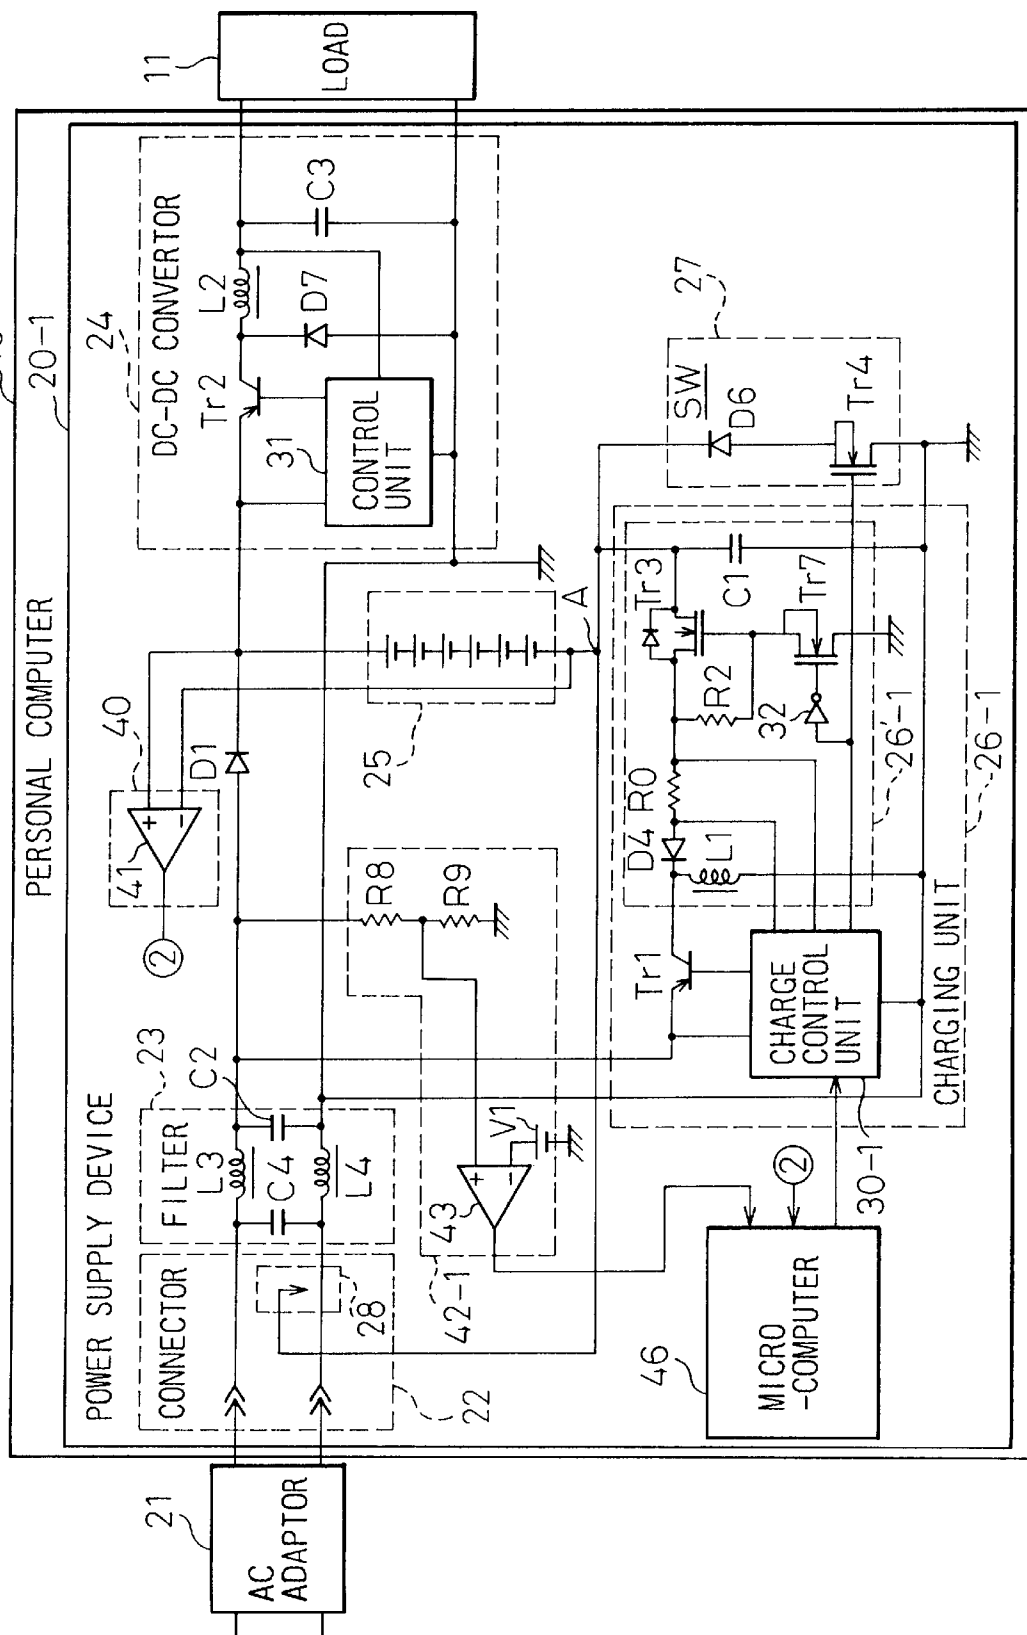 PERSONAL COMPUTER
20-1
POWER SUPPLY DEVICE
21
AC
ADAPTOR
CONNECTOR
22
28
FILTER
23
L3
C4
L4
C2
40
41
+
-
2
D1
25
A
24
DC-DC CONVERTOR
Tr2
L2
D7
C3
31
CONTROL
UNIT
11
LOAD
R8
R9
43
+
-
V1
42-1
46
MICRO
-COMPUTER
2
30-1
CHARGE
CONTROL
UNIT
Tr1
D4
L1
R0
R2
Tr3
C1
Tr7
32
26'-1
26-1
CHARGING UNIT
27
SW
D6
Tr4